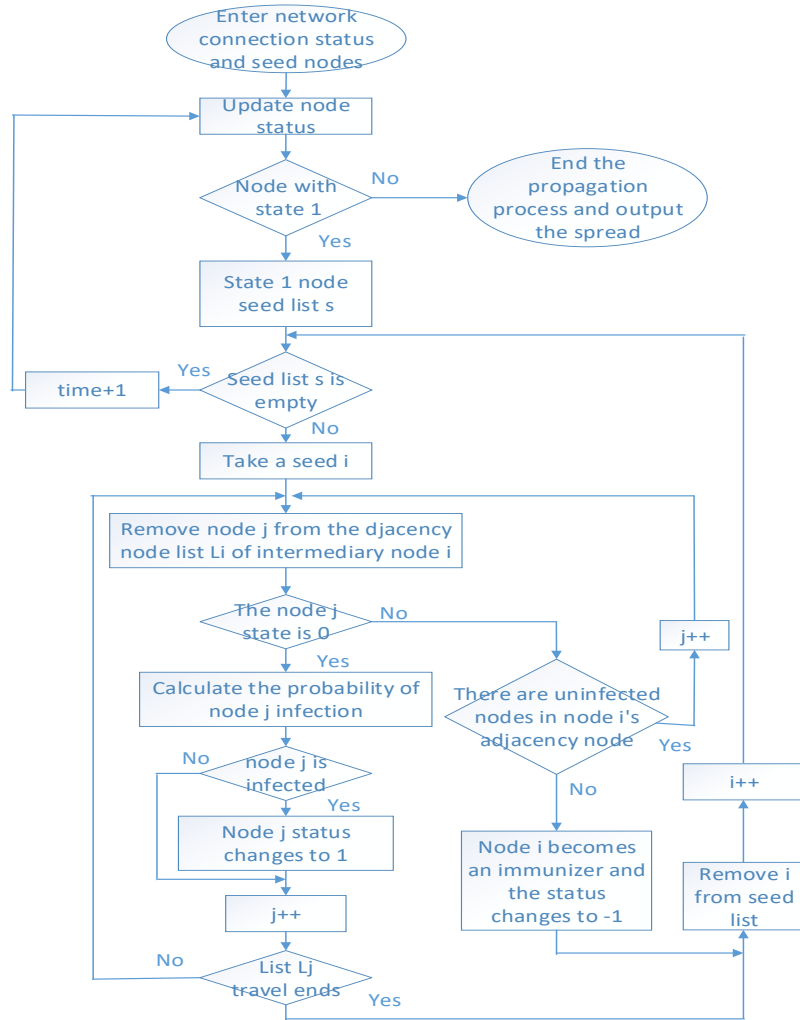 Enter network
connection status
and seed nodes
Update node
status
Node with
state 1
No
End the
propagation
process and output
the spread
Yes
State 1 node
seed list s
Yes
time+1
Seed list s is
empty
No
Take a seed i
Remove node j from the djacency
node list Li of intermediary node i
The node j
state is 0
No
j++
Yes
Calculate the probability of
node j infection
There are uninfected
nodes in node i's
adjacency node
Yes
No
node j is
infected
Yes
No
i++
Node j status
changes to 1
Node i becomes
an immunizer and
the status
changes to -1
Remove i
from seed
list
j++
No
List Lj
travel ends
Yes